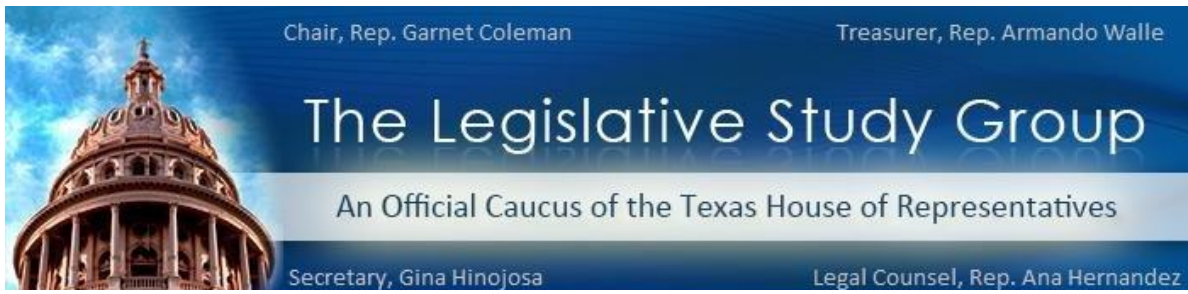 Chair, Rep. Garnet Coleman
Treasurer, Rep. Armando Walle
The Legislative Study Group
An Official Caucus of the Texas House of Representatives
Secretary, Gina Hinojosa
Legal Counsel, Rep. Ana Hernandez